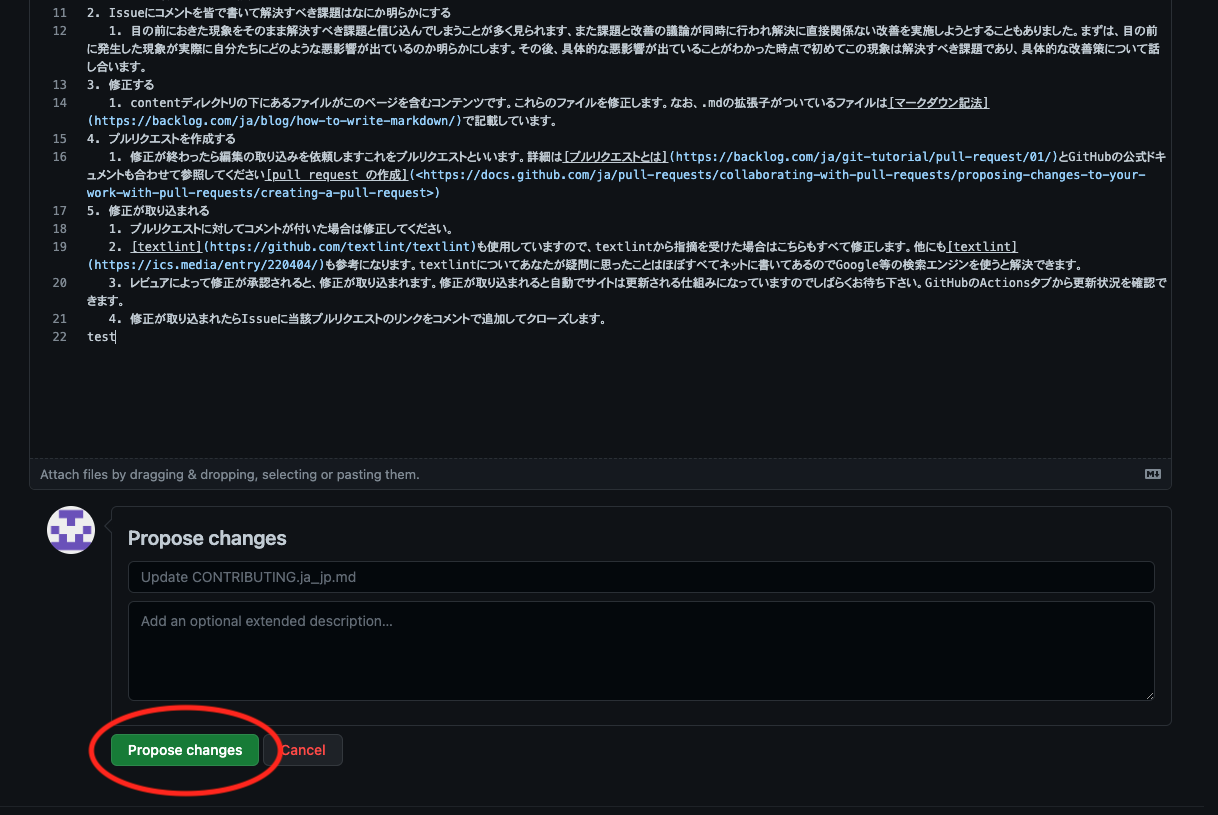 11 2. Issueにコメントを皆で書いて解決すべき課題はなにか明らかにする
12 1. 目の前におきた現象をそのまま解決すべき課題と信じ込んでしまうことが多く見られます、また課題と改善の議論が同時に行われ解決に直接関係ない改善を実施しようとすることもありました。まずは、目の前
に発生した現象が実際に自分たちにどのような悪影響が出ているのか明らかにします。その後、具体的な悪影響が出ていることがわかった時点で初めてこの現象は解決すべき課題であり、具体的な改善策について話
し合います。
13 3. 修正する
14 1. contentディレクトリの下にあるファイルがこのページを含むコンテンツです。これらのファイルを修正します。なお、.mdの拡張子がついているファイルは[マークダウン記法]
(https://backlog.com/ja/blog/how-to-write-markdown/)で記載しています。
15 4. プルリクエストを作成する
16 1. 修正が終わったら編集の取り込みを依頼しますこれをプルリクエストといいます。詳細は[プルリクエストとは](https://backlog.com/ja/git-tutorial/pull-request/01/)とGitHubの公式ドキ
ュメントも合わせて参照してください[pull request の作成](<https://docs.github.com/ja/pull-requests/collaborating-with-pull-requests/proposing-changes-to-your-
work-with-pull-requests/creating-a-pull-request>)
17 5. 修正が取り込まれる
18 1. プルリクエストに対してコメントが付いた場合は修正してください。
19 2. [textlint](https://github.com/textlint/textlint)も使用していますので、textlintから指摘を受けた場合はこちらもすべて修正します。他にも[textlint]
(https://ics.media/entry/220404/)も参考になります。textlintについてあなたが疑問に思ったことはほぼすべてネットに書いてあるのでGoogle等の検索エンジンを使うと解決できます。
20 3. レビュアによって修正が承認されると、修正が取り込まれます。修正が取り込まれると自動でサイトは更新される仕組みになっていますのでしばらくお待ち下さい。GitHubのActionsタブから更新状況を確認で
きます。
21 4. 修正が取り込まれたらIssueに当該プルリクエストのリンクをコメントで追加してクローズします。
22 test
Attach files by dragging & dropping, selecting or pasting them.
Propose changes
Update CONTRIBUTING.ja_jp.md
Add an optional extended description...
Propose changes Cancel